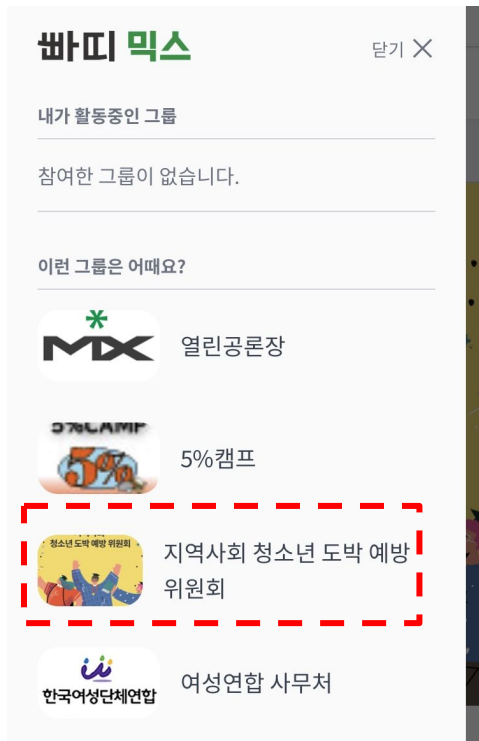 빠띠 믹스
닫기 ×
내가 활동중인 그룹
참여한 그룹이 없습니다.
이런 그룹은 어때요?
MX
열린공론장
5%CAMP
5%
5%캠프
청소년 도박 예방 위원회
지역사회 청소년 도박 예방
위원회
한국여성단체연합
여성연합 사무처